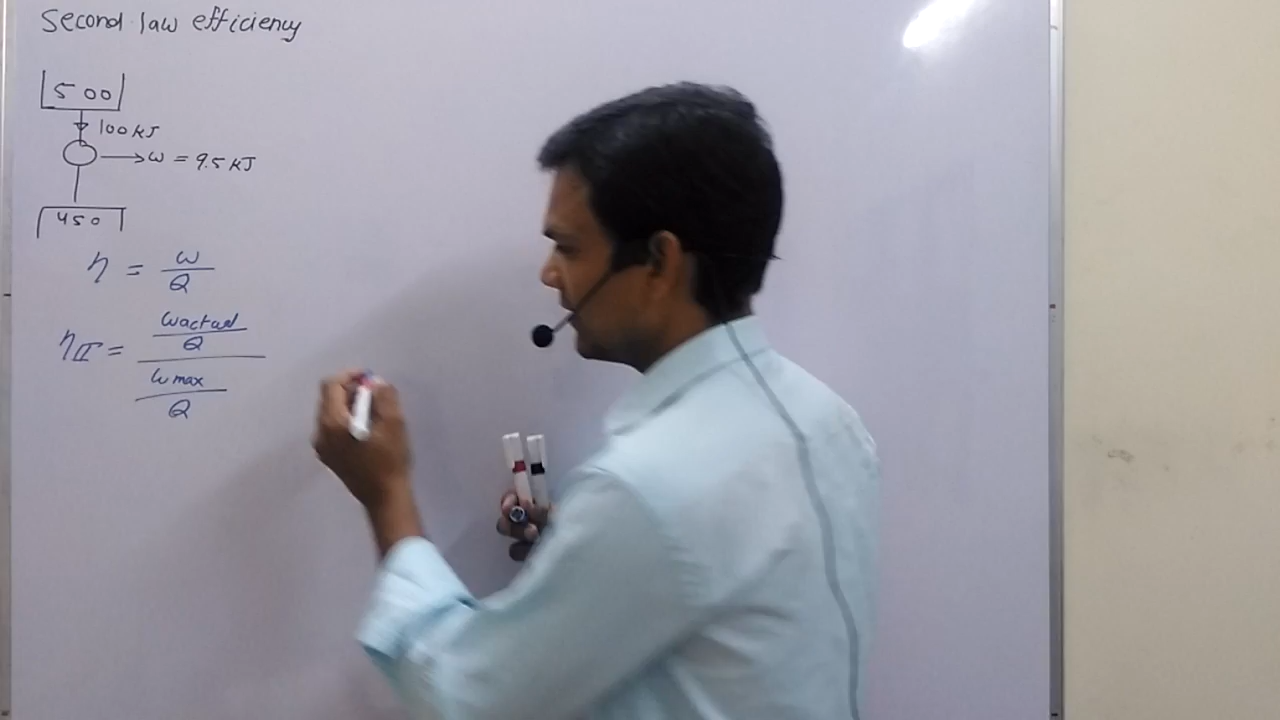 Second law efficiency
500
100 KJ
W = 9.5 KJ
450
η = W / Q
ηII = (Wactual / Q) / (Wmax / Q)